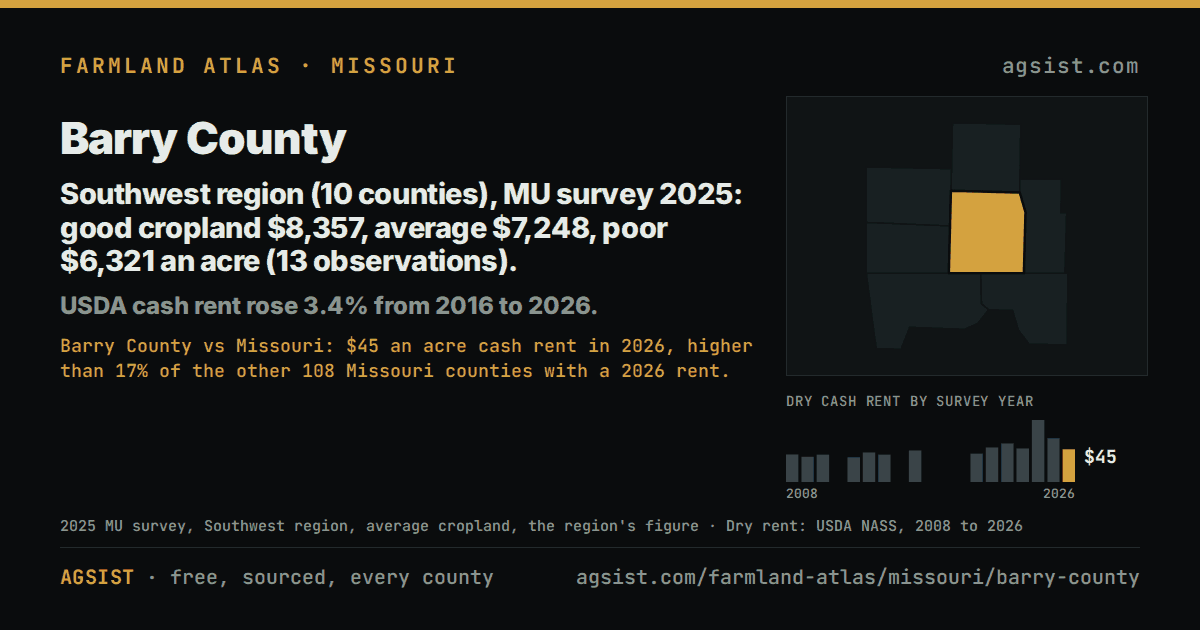 FARMLAND ATLAS · MISSOURI
agsist.com
Barry County
Southwest region (10 counties), MU survey 2025:
good cropland $8,357, average $7,248, poor
$6,321 an acre (13 observations).
USDA cash rent rose 3.4% from 2016 to 2026.
Barry County vs Missouri: $45 an acre cash rent in 2026, higher
than 17% of the other 108 Missouri counties with a 2026 rent.
DRY CASH RENT BY SURVEY YEAR
$45
2008
2026
2025 MU survey, Southwest region, average cropland, the region's figure · Dry rent: USDA NASS, 2008 to 2026
AGSIST · free, sourced, every county
agsist.com/farmland-atlas/missouri/barry-county